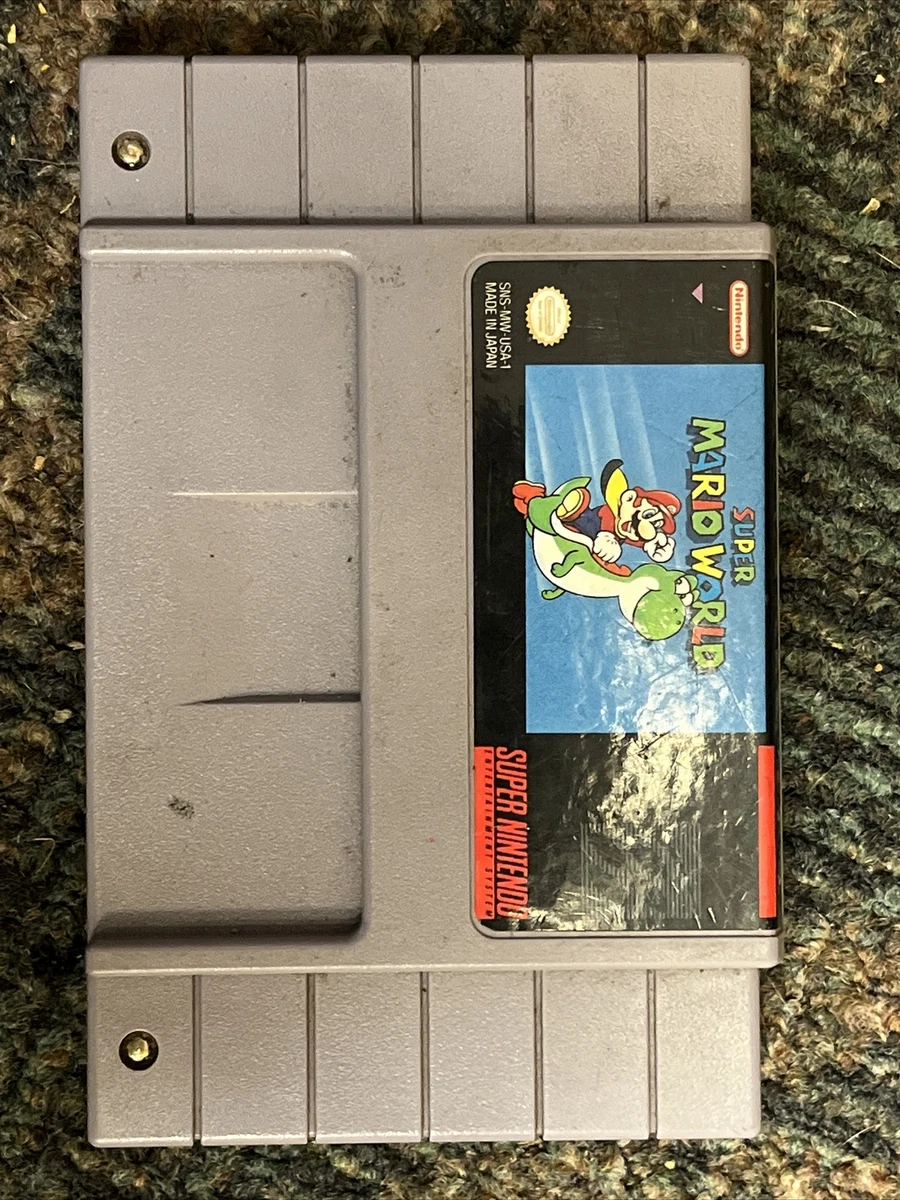 Nintendo
SUPER
MARIO WORLD
SNS-MW-USA-1
MADE IN JAPAN
SUPER NINTENDO
ENTERTAINMENT SYSTEM